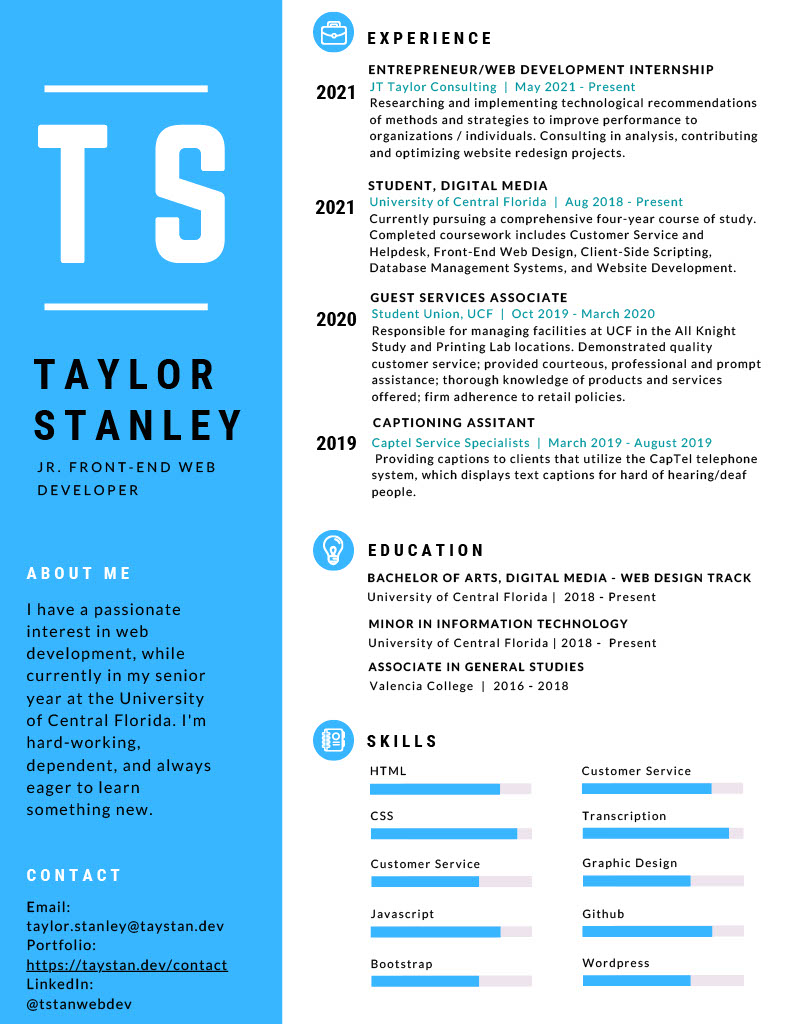 TS
TAYLOR
STANLEY
JR. FRONT-END WEB
DEVELOPER
ABOUT ME
I have a passionate
interest in web
development, while
currently in my senior
year at the University
of Central Florida. I'm
hard-working,
dependent, and always
eager to learn
something new.
CONTACT
Email:
taylor.stanley@taystan.dev
Portfolio:
https://taystan.dev/contact
LinkedIn:
@tstanwebdev
EXPERIENCE
ENTREPRENEUR/WEB DEVELOPMENT INTERNSHIP
2021 JT Taylor Consulting | May 2021 - Present
Researching and implementing technological recommendations
of methods and strategies to improve performance to
organizations / individuals. Consulting in analysis, contributing
and optimizing website redesign projects.
STUDENT, DIGITAL MEDIA
2021 University of Central Florida | Aug 2018 - Present
Currently pursuing a comprehensive four-year course of study.
Completed coursework includes Customer Service and
Helpdesk, Front-End Web Design, Client-Side Scripting,
Database Management Systems, and Website Development.
GUEST SERVICES ASSOCIATE
2020 Student Union, UCF | Oct 2019 - March 2020
Responsible for managing facilities at UCF in the All Knight
Study and Printing Lab locations. Demonstrated quality
customer service; provided courteous, professional and prompt
assistance; thorough knowledge of products and services
offered; firm adherence to retail policies.
CAPTIONING ASSITANT
2019 Captel Service Specialists | March 2019 - August 2019
Providing captions to clients that utilize the CapTel telephone
system, which displays text captions for hard of hearing/deaf
people.
EDUCATION
BACHELOR OF ARTS, DIGITAL MEDIA - WEB DESIGN TRACK
University of Central Florida | 2018 - Present
MINOR IN INFORMATION TECHNOLOGY
University of Central Florida | 2018 - Present
ASSOCIATE IN GENERAL STUDIES
Valencia College | 2016 - 2018
SKILLS
HTML
CSS
Customer Service
Javascript
Bootstrap
Customer Service
Transcription
Graphic Design
Github
Wordpress